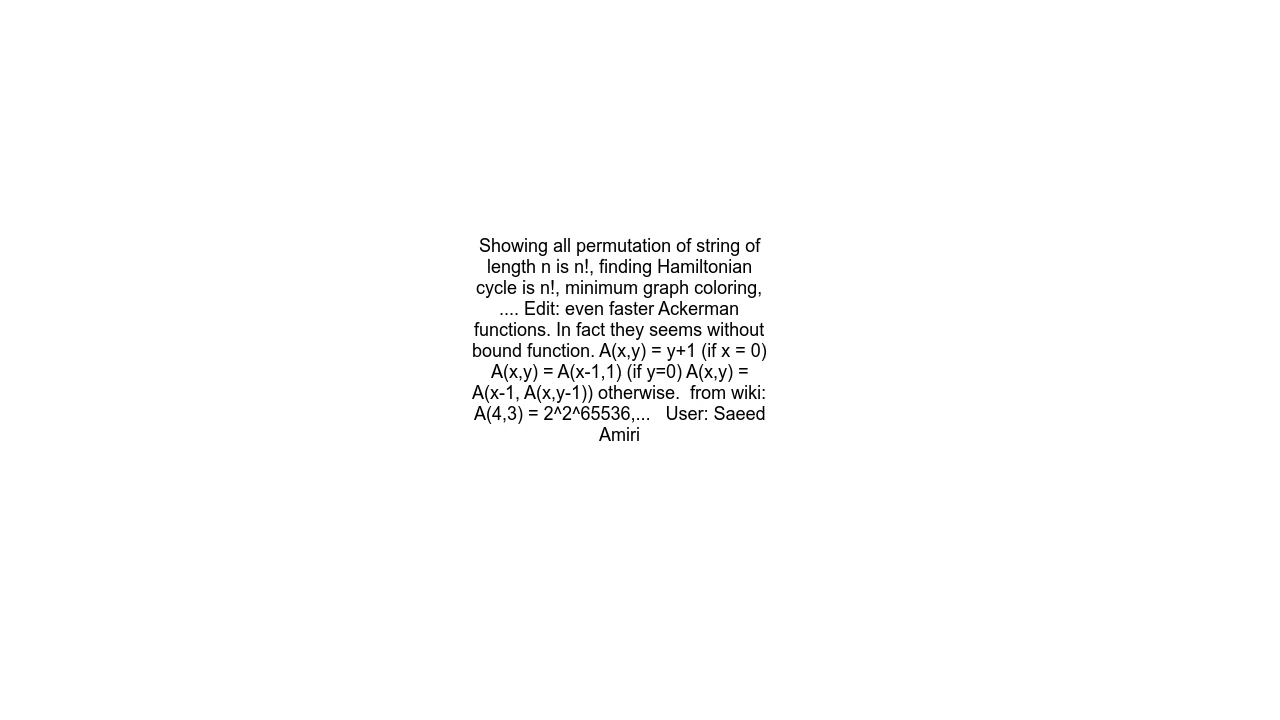 Showing all permutation of string of
length n is n!, finding Hamiltonian
cycle is n!, minimum graph coloring,
.... Edit: even faster Ackerman
functions. In fact they seems without
bound function. A(x,y) = y+1 (if x = 0)
A(x,y) = A(x-1,1) (if y=0) A(x,y) =
A(x-1, A(x,y-1)) otherwise.  from wiki:
A(4,3) = 2^2^65536,...   User: Saeed
Amiri